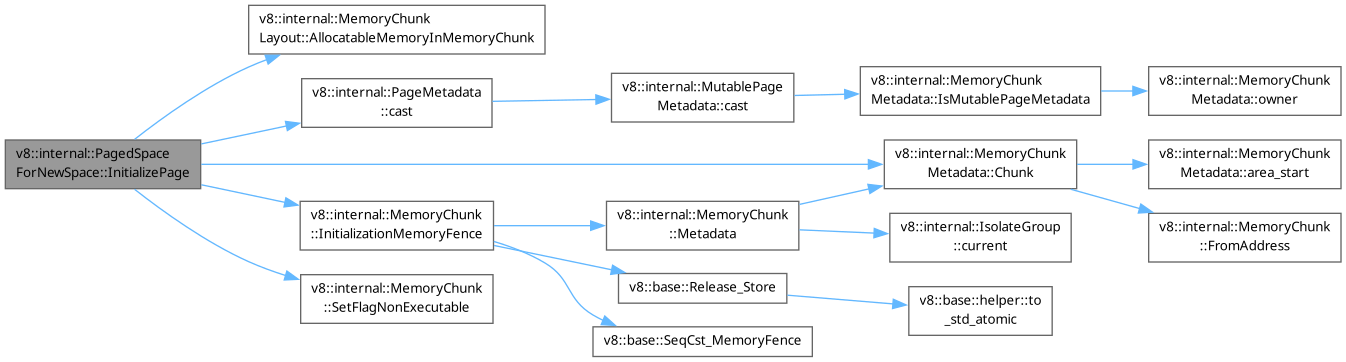 v8::internal::PagedSpace
ForNewSpace::InitializePage
v8::internal::MemoryChunk
Layout::AllocatableMemoryInMemoryChunk
v8::internal::PageMetadata
::cast
v8::internal::MutablePage
Metadata::cast
v8::internal::MemoryChunk
Metadata::IsMutablePageMetadata
v8::internal::MemoryChunk
Metadata::owner
v8::internal::MemoryChunk
Metadata::Chunk
v8::internal::MemoryChunk
Metadata::area_start
v8::internal::MemoryChunk
::FromAddress
v8::internal::MemoryChunk
::InitializationMemoryFence
v8::internal::MemoryChunk
::Metadata
v8::internal::IsolateGroup
::current
v8::base::Release_Store
v8::base::helper::to
_std_atomic
v8::base::SeqCst_MemoryFence
v8::internal::MemoryChunk
::SetFlagNonExecutable